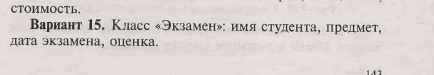 стоимость.
Вариант 15. Класс «Экзамен»: имя студента, предмет,
дата экзамена, оценка.
143